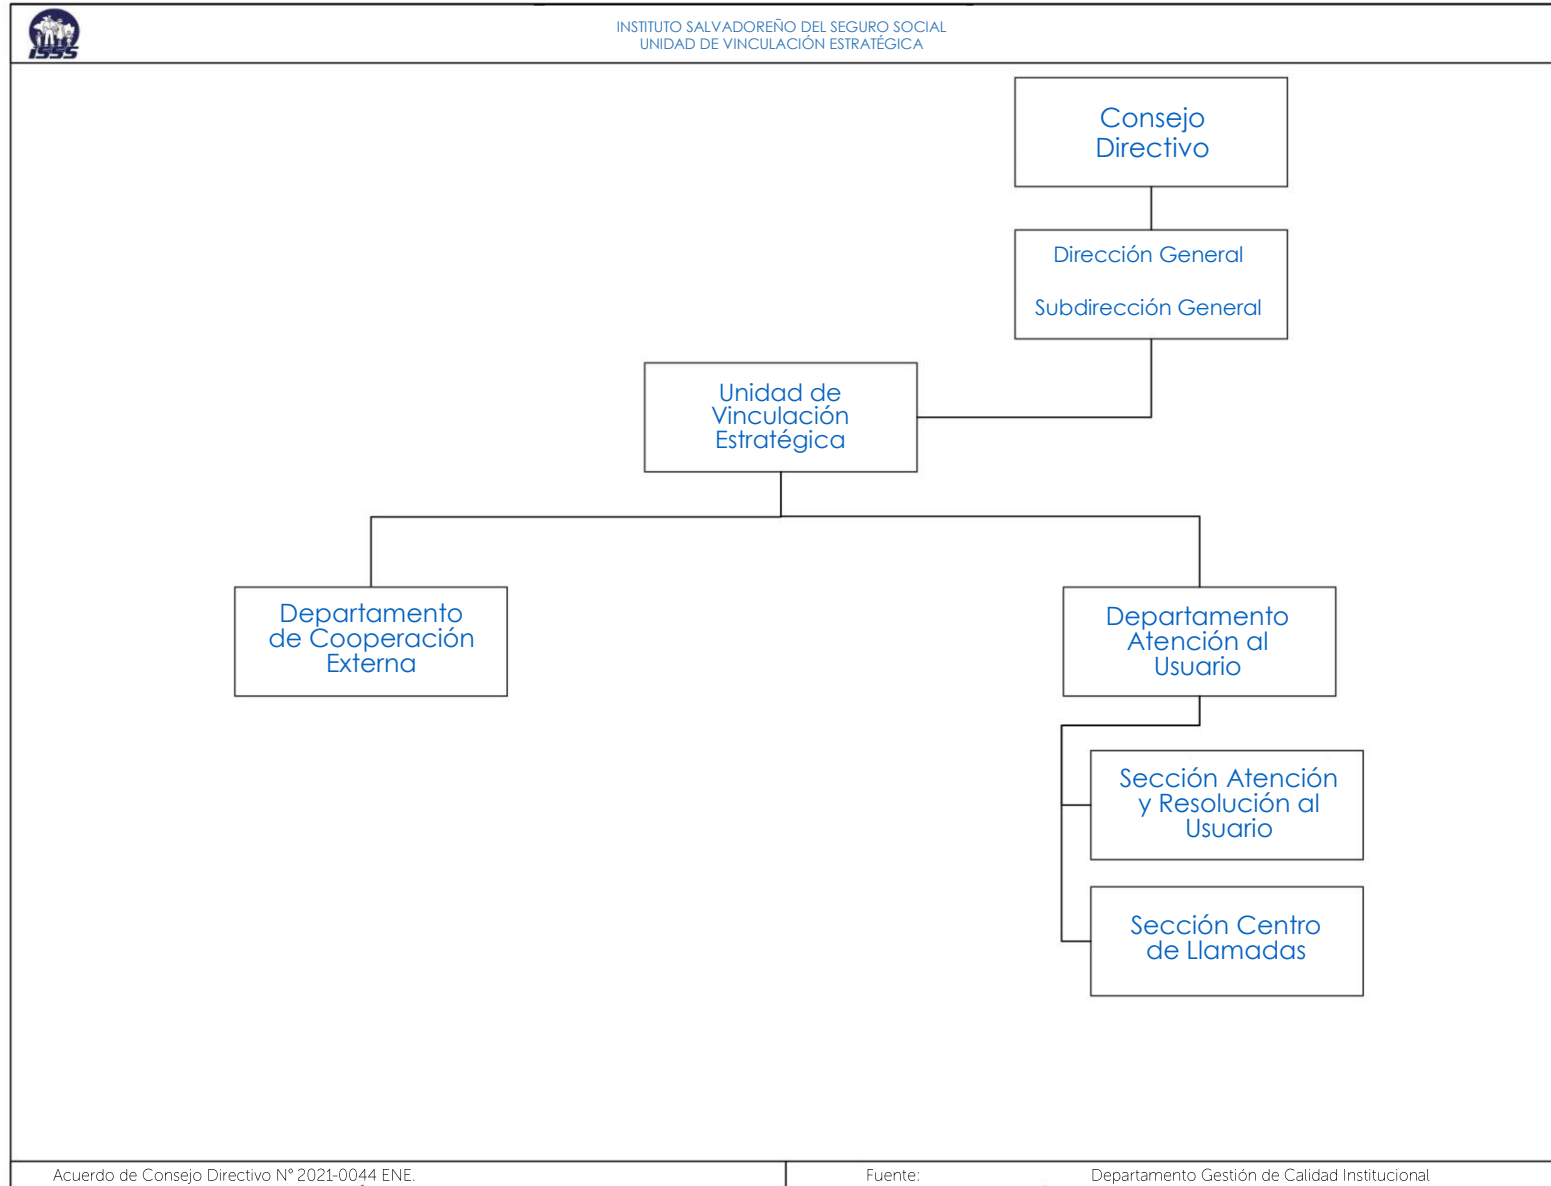 ISSS
INSTITUTO SALVADOREÑO DEL SEGURO SOCIAL
UNIDAD DE VINCULACIÓN ESTRATÉGICA
Consejo
Directivo
Dirección General
Subdirección General
Unidad de
Vinculación
Estratégica
Departamento
de Cooperación
Externa
Departamento
Atención al
Usuario
Sección Atención
y Resolución al
Usuario
Sección Centro
de Llamadas
Acuerdo de Consejo Directivo N° 2021-0044 ENE.
Fuente:
Departamento Gestión de Calidad Institucional